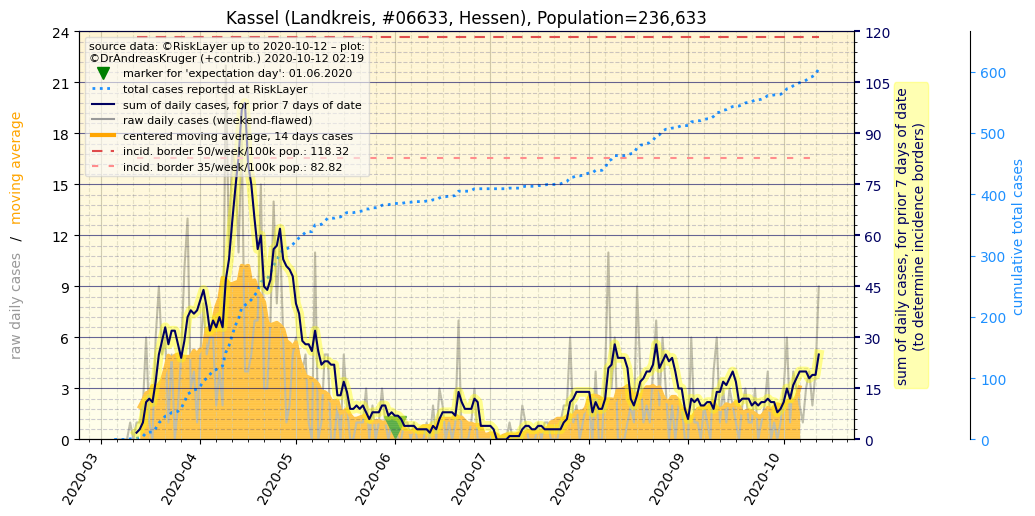 Kassel (Landkreis, #06633, Hessen), Population=236,633
source data: ©RiskLayer up to 2020-10-12 – plot:
©DrAndreasKruger (+contrib.) 2020-10-12 02:19
marker for 'expectation day': 01.06.2020
total cases reported at RiskLayer
sum of daily cases, for prior 7 days of date
raw daily cases (weekend-flawed)
centered moving average, 14 days cases
incid. border 50/week/100k pop.: 118.32
incid. border 35/week/100k pop.: 82.82
raw daily cases / moving average
24
21
18
15
12
9
6
3
0
120
105
90
75
60
45
30
15
0
sum of daily cases, for prior 7 days of date
(to determine incidence borders)
600
500
400
300
200
100
0
cumulative total cases
2020-03
2020-04
2020-05
2020-06
2020-07
2020-08
2020-09
2020-10